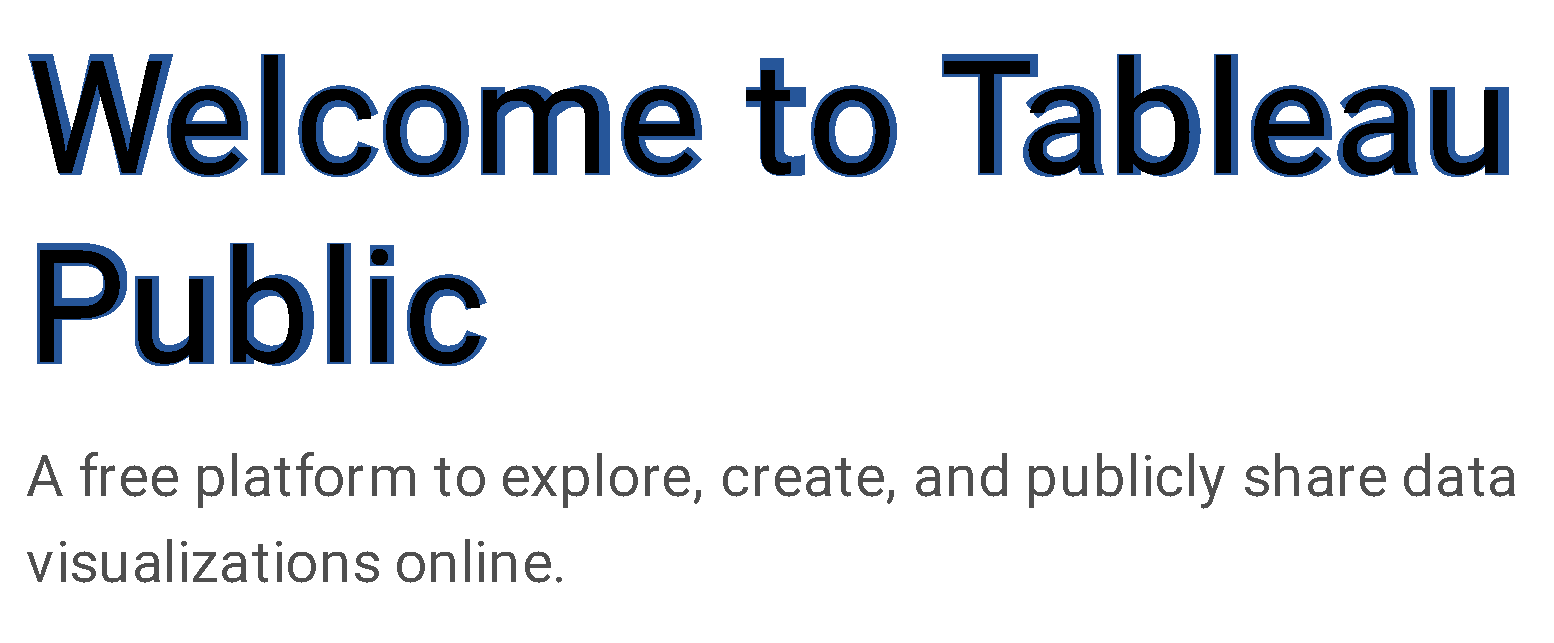 Welcome to Tableau
Public
A free platform to explore, create, and publicly share data
visualizations online.